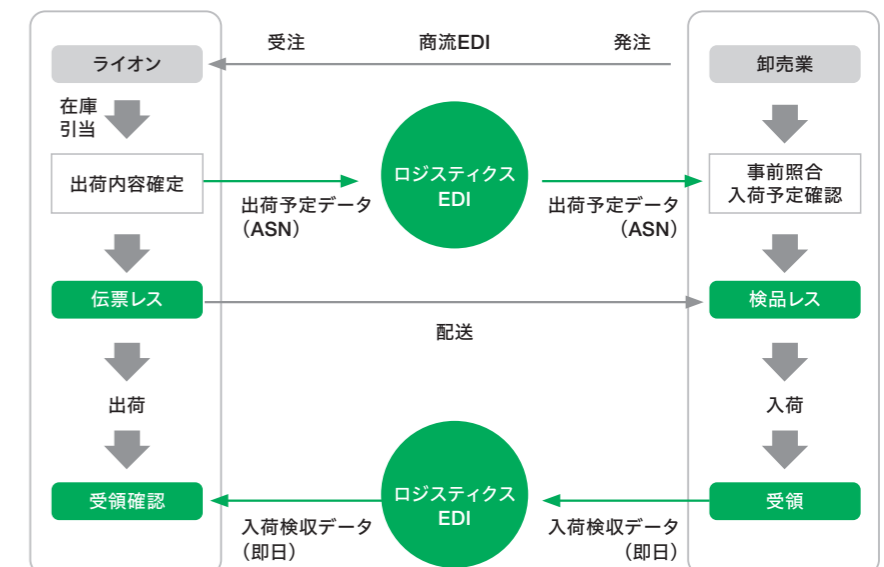 受注
商流EDI
発注
ライオン
卸売業
在庫
引当
出荷内容確定
ロジスティクス
EDI
事前照合
入荷予定確認
出荷予定データ
（ASN）
出荷予定データ
（ASN）
伝票レス
検品レス
配送
出荷
入荷
受領確認
ロジスティクス
EDI
受領
入荷検収データ
（即日）
入荷検収データ
（即日）